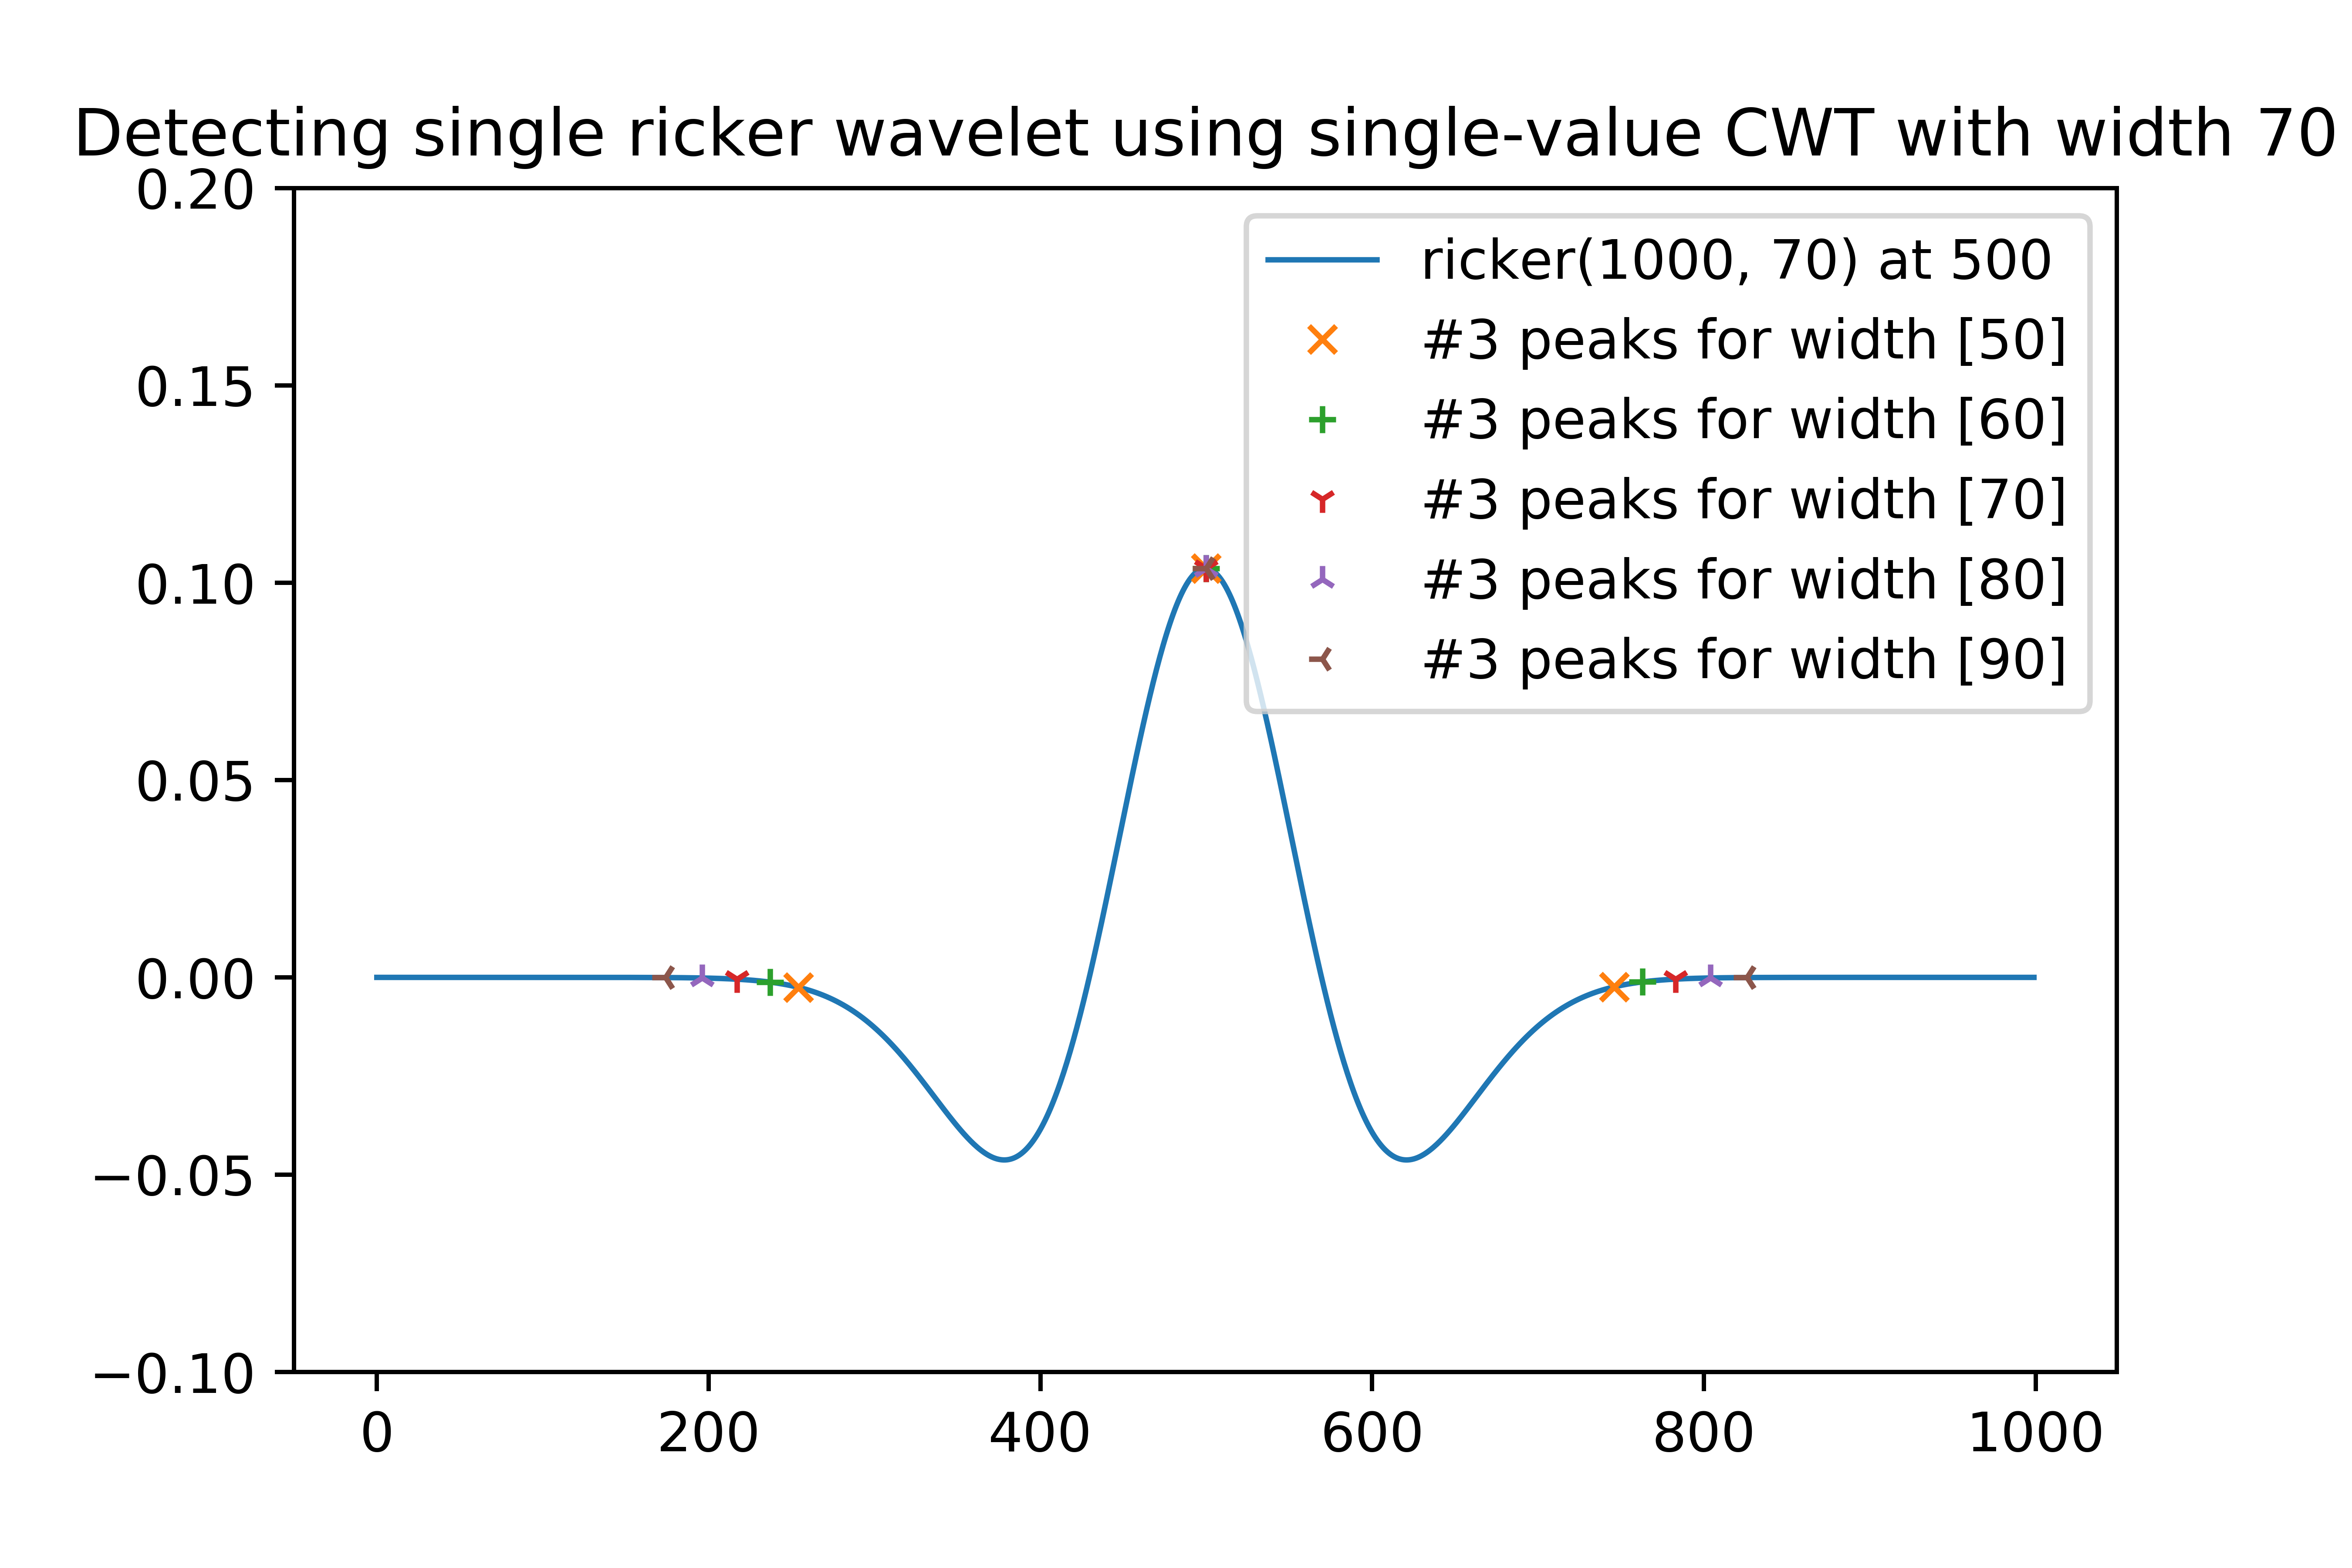 Detecting single ricker wavelet using single-value CWT with width 70
0.20
0.15
0.10
0.05
0.00
−0.05
−0.10
ricker(1000, 70) at 500
#3 peaks for width [50]
#3 peaks for width [60]
#3 peaks for width [70]
#3 peaks for width [80]
#3 peaks for width [90]
0 200 400 600 800 1000